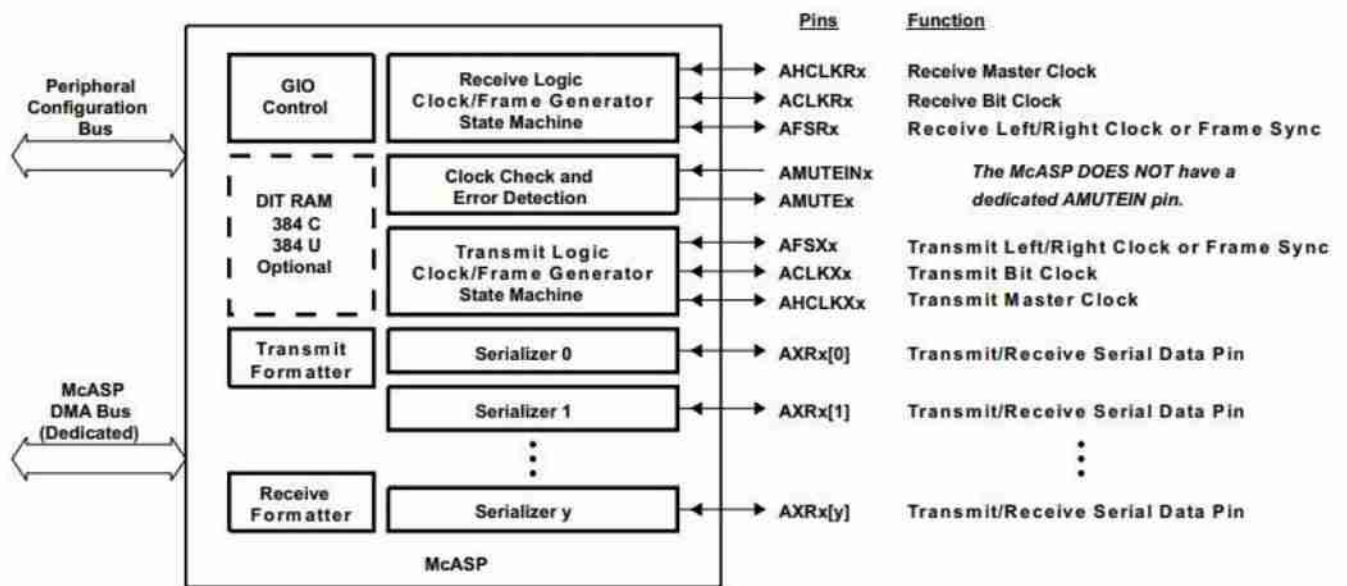 Pins Function
Peripheral
Configuration
Bus
GIO
Control
Receive Logic
Clock/Frame Generator
State Machine
AHCLKRx Receive Master Clock
ACLKRx Receive Bit Clock
AFSRx Receive Left/Right Clock or Frame Sync
DIT RAM
384 C
384 U
Optional
Clock Check and
Error Detection
AMUTEINx
AMUTEx
The McASP DOES NOT have a
dedicated AMUTEIN pin.
Transmit Logic
Clock/Frame Generator
State Machine
AFSXx Transmit Left/Right Clock or Frame Sync
ACLKXx Transmit Bit Clock
AHCLKXx Transmit Master Clock
Transmit
Formatter
Serializer 0
AXRx[0] Transmit/Receive Serial Data Pin
McASP
DMA Bus
(Dedicated)
Serializer 1
AXRx[1] Transmit/Receive Serial Data Pin
Receive
Formatter
Serializer y
AXRx[y] Transmit/Receive Serial Data Pin
McASP